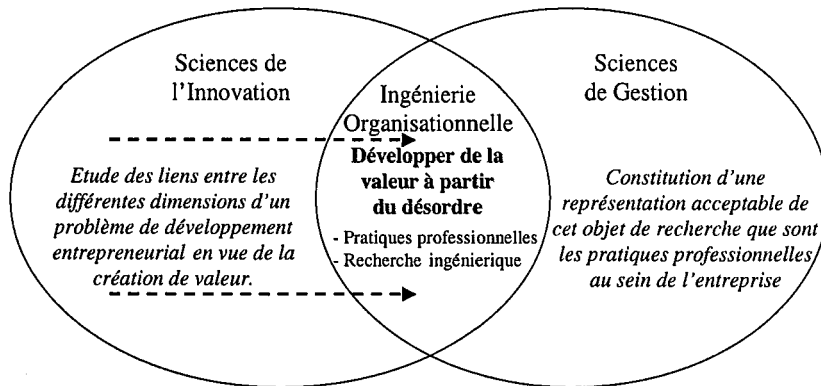 Sciences de
l'Innovation
Etude des liens entre les
différentes dimensions d'un
problème de développement
entrepreneurial en vue de la
création de valeur.
Ingénierie
Organisationnelle
Développer de la
valeur à partir
du désordre
- Pratiques professionnelles
- Recherche ingénierique
Sciences
de Gestion
Constitution d'une
représentation acceptable de
cet objet de recherche que sont
les pratiques professionnelles
au sein de l'entreprise